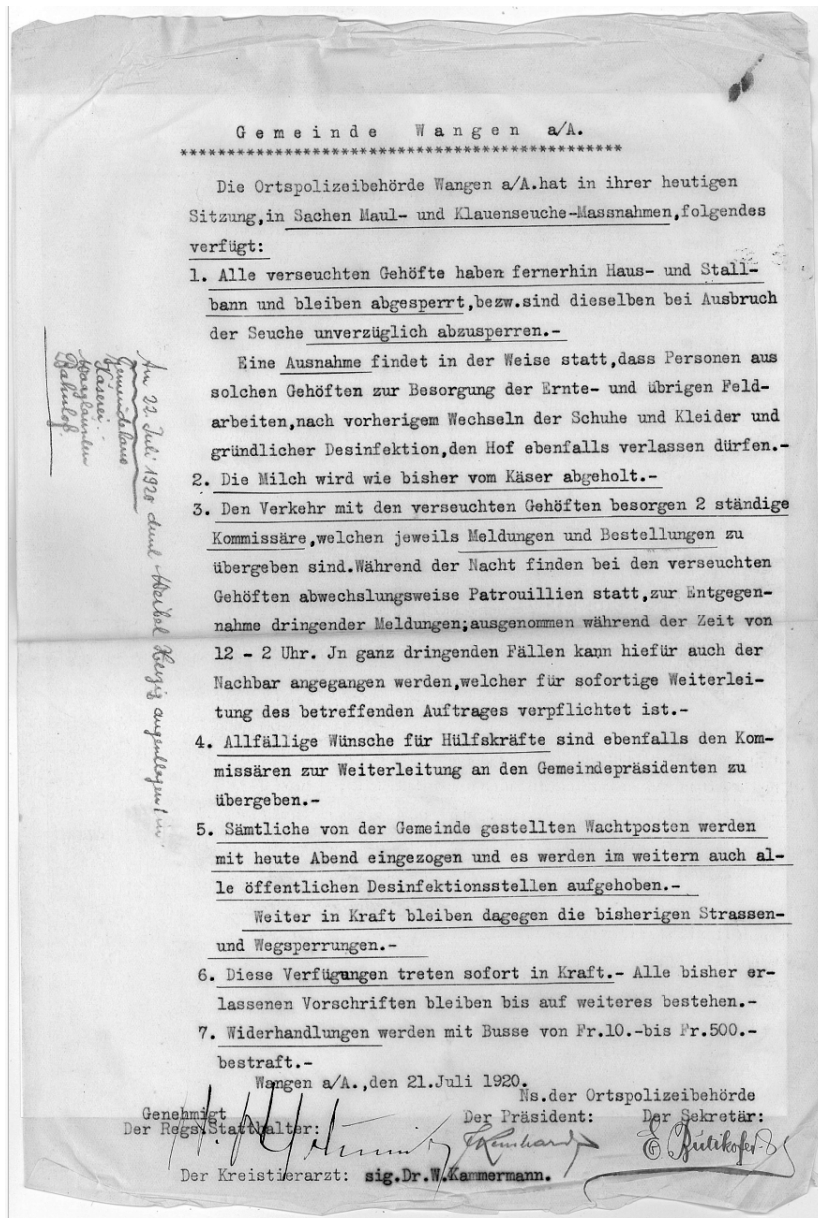 Gemeinde Wangen a/A.
********************************************
Die Ortspolizeibehörde Wangen a/A.hat in ihrer heutigen
Sitzung,in Sachen Maul- und Klauenseuche-Massnahmen,folgendes
verfügt:
1. Alle verseuchten Gehöfte haben fernerhin Haus- und Stall-
bann und bleiben abgesperrt,bezw.sind dieselben bei Ausbruch
der Seuche unverzüglich abzusperren.-
Eine Ausnahme findet in der Weise statt,dass Personen aus
solchen Gehöften zur Besorgung der Ernte- und übrigen Feld-
arbeiten,nach vorherigem Wechseln der Schuhe und Kleider und
gründlicher Desinfektion,den Hof ebenfalls verlassen dürfen.-
2. Die Milch wird wie bisher vom Käser abgeholt.-
3. Den Verkehr mit den verseuchten Gehöften besorgen 2 ständige
Kommissäre,welchen jeweils Meldungen und Bestellungen zu
übergeben sind.Während der Nacht finden bei den verseuchten
Gehöften abwechslungsweise Patrouillien statt,zur Entgegen-
nahme dringender Meldungen;ausgenommen während der Zeit von
12 - 2 Uhr. Jn ganz dringenden Fällen kann hiefür auch der
Nachbar angegangen werden,welcher für sofortige Weiterlei-
tung des betreffenden Auftrages verpflichtet ist.-
4. Allfällige Wünsche für Hülfskräfte sind ebenfalls den Kom-
missären zur Weiterleitung an den Gemeindepräsidenten zu
übergeben.-
5. Sämtliche von der Gemeinde gestellten Wachtposten werden
mit heute Abend eingezogen und es werden im weitern auch al-
le öffentlichen Desinfektionsstellen aufgehoben.-
Weiter in Kraft bleiben dagegen die bisherigen Strassen-
und Wegsperrungen.-
6. Diese Verfügungen treten sofort in Kraft.- Alle bisher er-
lassenen Vorschriften bleiben bis auf weiteres bestehen.-
7. Widerhandlungen werden mit Busse von Fr.10.-bis Fr.500.-
bestraft.-
Wangen a/A.,den 21.Juli 1920.
Ns.der Ortspolizeibehörde
Genehmigt Der Präsident: Der Sekretär:
Der Regs.Statthalter:
E. Bütikofer
Der Kreistierarzt: sig.Dr.W.Kammermann.
Am 22. Juli 1920 durch Weibel Herzig angeschlagen: im
Gemeindehaus
Käserei
Bahnhof